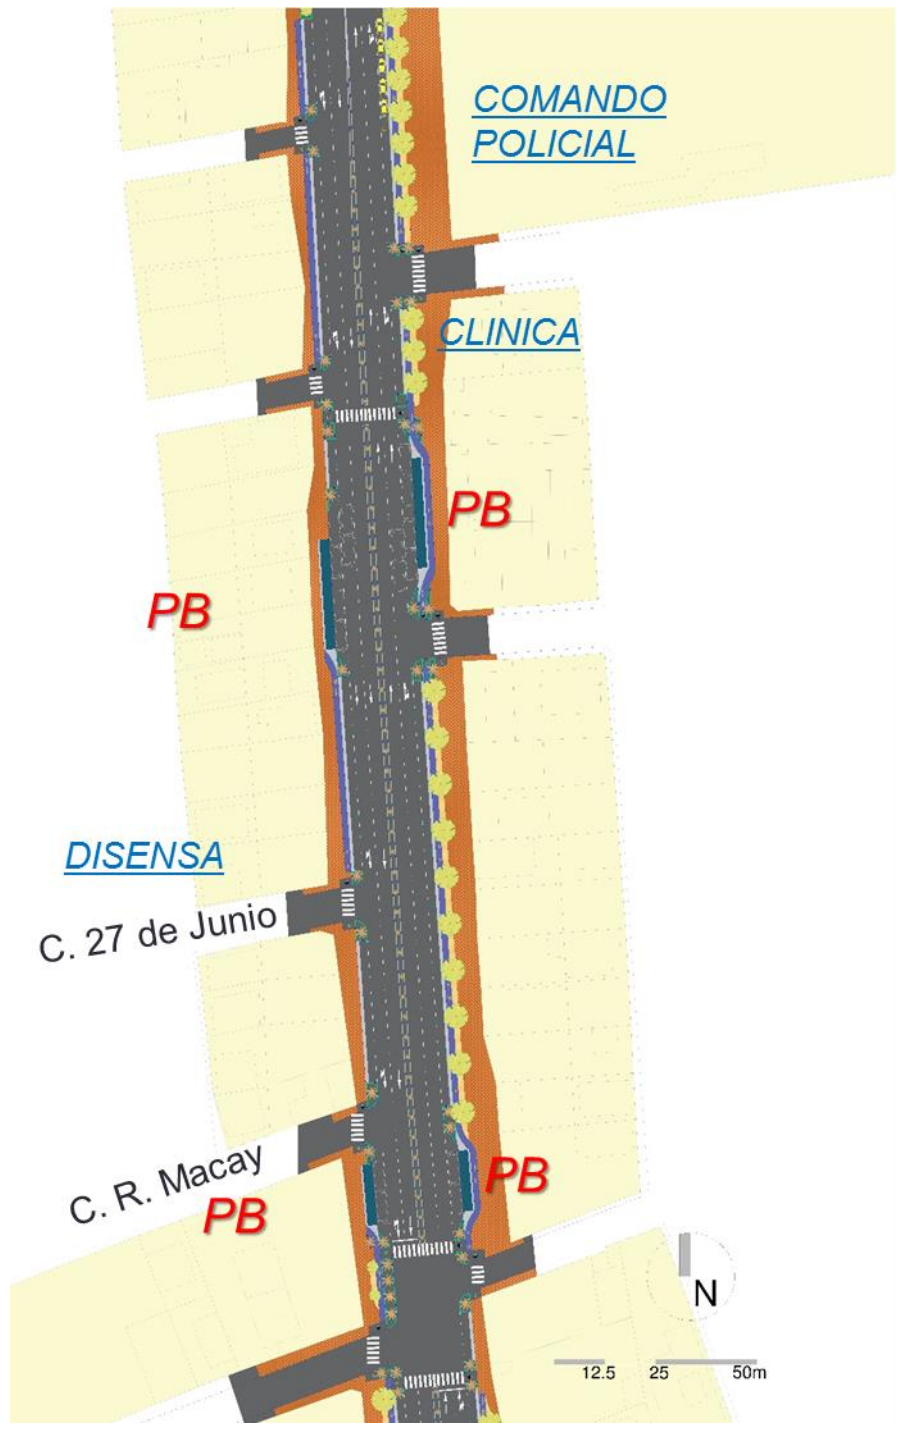 COMANDO
POLICIAL
CLINICA
PB
PB
DISENSA
C. 27 de Junio
C. R. Macay
PB
PB
N
12.5 25 50m